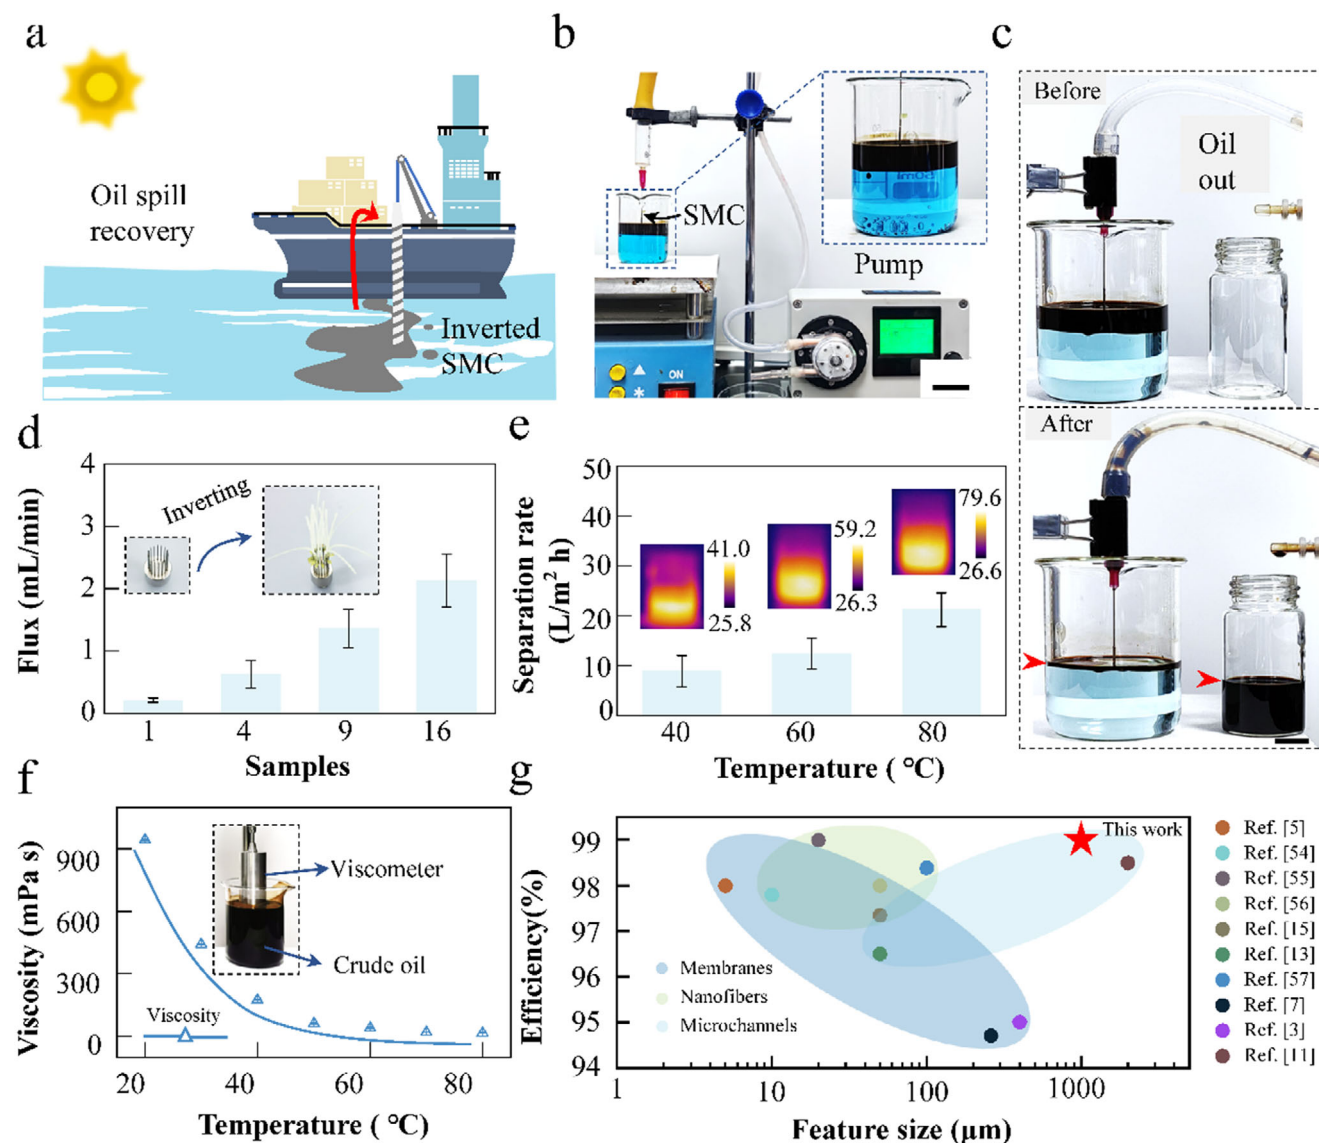 a
Oil spill
recovery
Inverted
SMC
b
SMC
50ml
Pump
ON
c
Before
Oil
out
After
d
Flux (mL/min)
4
3
2
1
0
Inverting
1 4 9 16
Samples
e
Separation rate
(L/m² h)
50
40
30
20
10
0
41.0
25.8
59.2
26.3
79.6
26.6
40 60 80
Temperature ( °C)
f
Viscosity (mPa s)
900
600
300
0
Viscometer
Crude oil
Viscosity
20 40 60 80
Temperature ( °C)
g
Efficiency(%)
99
98
97
96
95
94
This work
Membranes
Nanofibers
Microchannels
1 10 100 1000
Feature size (μm)
Ref. [5]
Ref. [54]
Ref. [55]
Ref. [56]
Ref. [15]
Ref. [13]
Ref. [57]
Ref. [7]
Ref. [3]
Ref. [11]